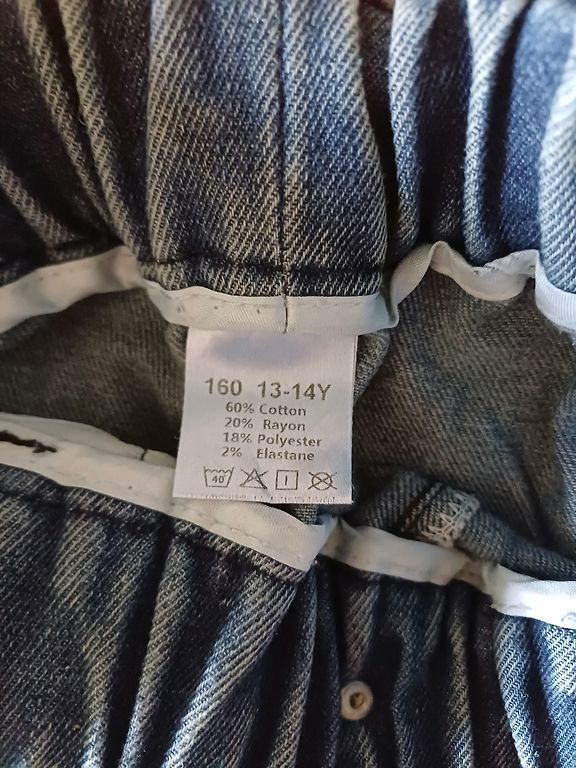 160 13-14Y
60% Cotton
20% Rayon
18% Polyester
2% Elastane
40